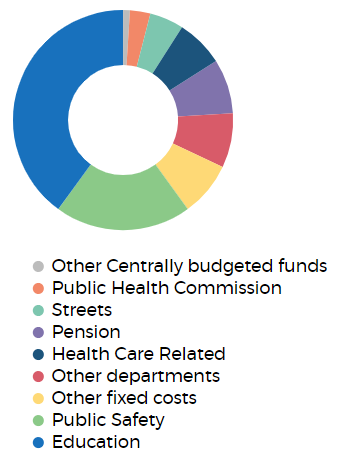 Other Centrally budgeted funds
Public Health Commission
Streets
Pension
Health Care Related
Other departments
Other fixed costs
Public Safety
Education